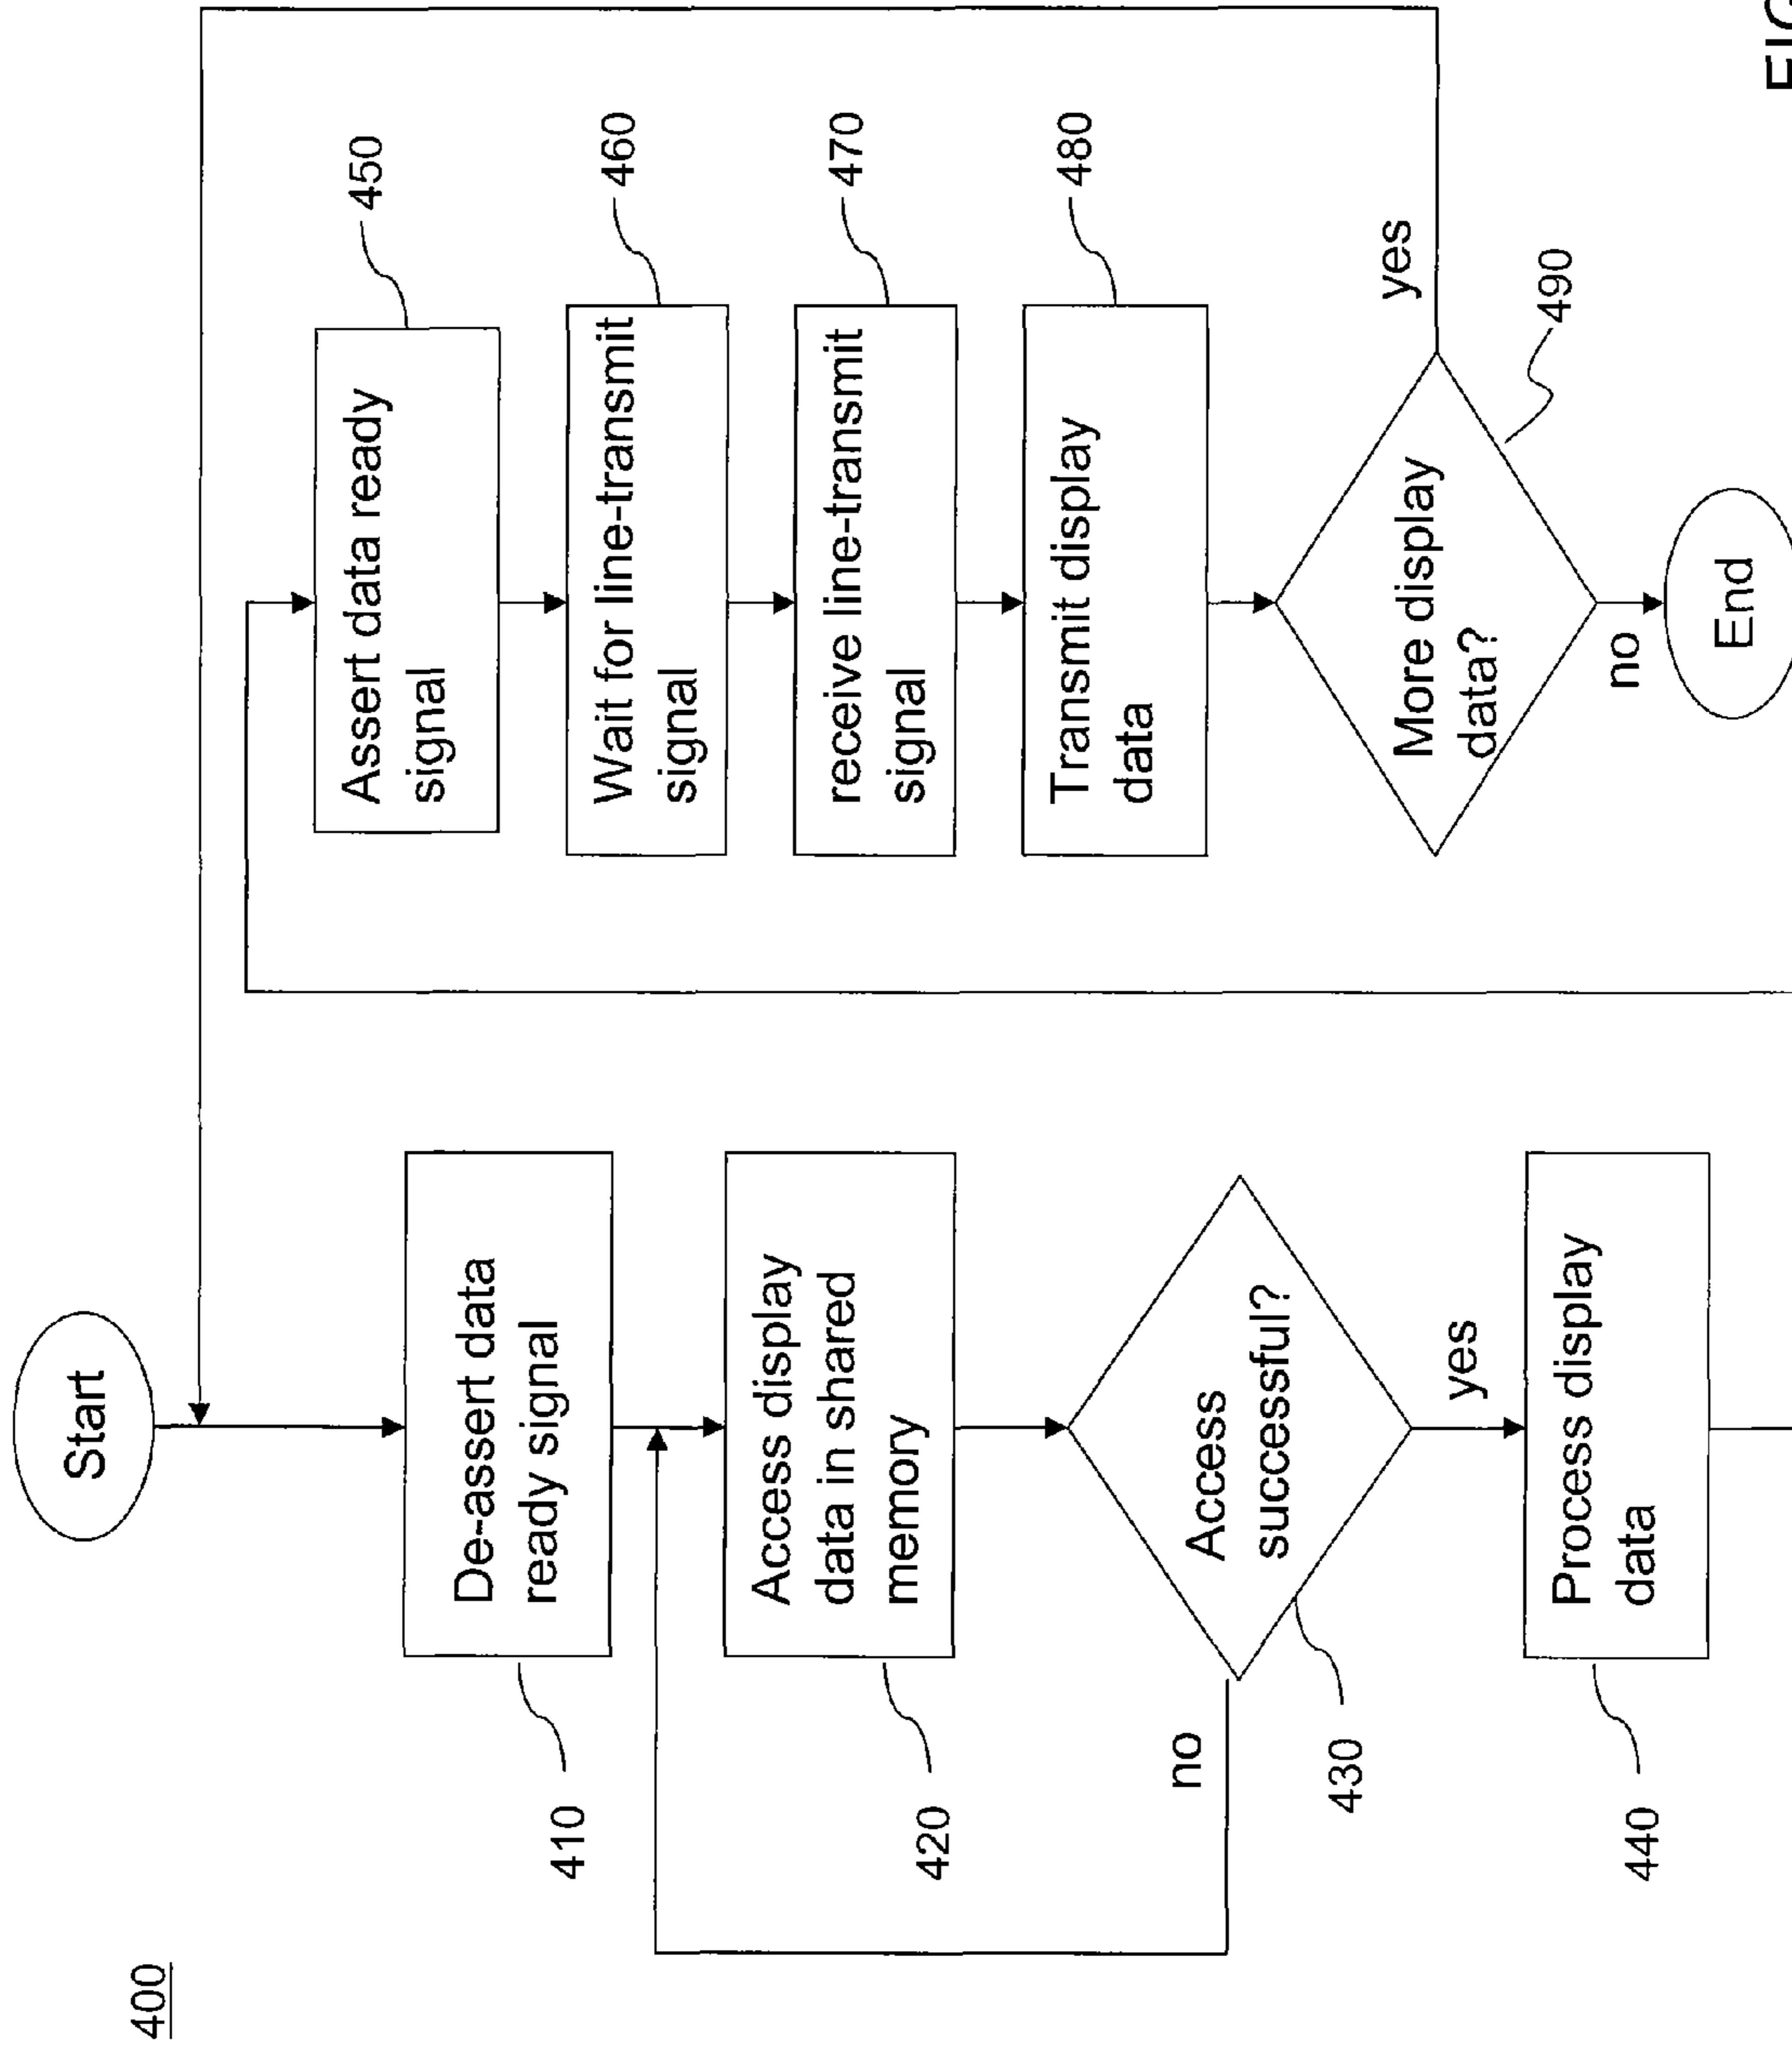 400
Start
410
De-assert data
ready signal
420
Access display
data in shared
memory
Access
successful?
no
430
yes
440
Process display
data
Assert data ready
signal
450
Wait for line-transmit
signal
460
receive line-transmit
signal
470
Transmit display
data
480
More display
data?
yes
490
no
End
FIG